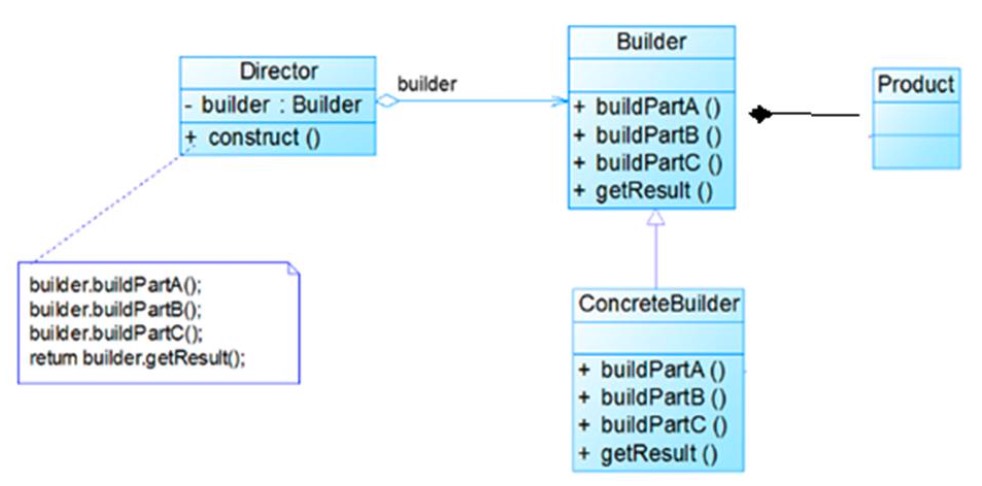 Director
- builder : Builder
+ construct ()
builder
Builder
+ buildPartA ()
+ buildPartB ()
+ buildPartC ()
+ getResult ()
Product
builder.buildPartA();
builder.buildPartB();
builder.buildPartC();
return builder.getResult();
ConcreteBuilder
+ buildPartA ()
+ buildPartB ()
+ buildPartC ()
+ getResult ()